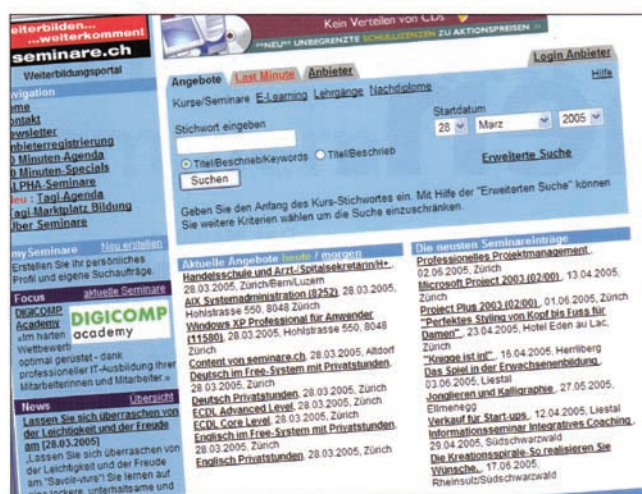 Kein Verteilen von CDs
**NEU** UNBEGRENZTE SCHULLIZENZEN ZU AKTIONSPREISEN
...weiterkommen!
seminare.ch
Weiterbildungsportal
Angebote Last Minute Anbieter
Login Anbieter
Hilfe
Kurse/Seminare E-Learning Lehrgänge Nachdiplome
Stichwort eingeben
Startdatum
28 März 2005
Titel/Beschrieb/Keywords Titel/Beschrieb
Erweiterte Suche
Suchen
Geben Sie den Anfang des Kurs-Stichwortes ein. Mit Hilfe der "Erweiterten Suche" können
Sie weitere Kriterien wählen um die Suche einzuschränken.
Minuten-Agenda
Minuten-Specials
ALPHA-Seminare
Neu : Tagi-Agenda
Tagi-Marktplatz Bildung
Über Seminare
mySeminare Neu erstellen
Erstellen Sie Ihr persönliches
Profil und eigene Suchaufträge.
Focus aktuelle Seminare
DIGICOMP
Academy
DIGICOMP
academy
«Im harten
Wettbewerb
optimal gerüstet - dank
professioneller IT-Ausbildung Ihrer
Mitarbeiterinnen und Mitarbeiter.»
News Übersicht
Lassen Sie sich überraschen von
der Leichtigkeit und der Freude
am [28.03.2005]
„Lassen Sie sich überraschen von
der Leichtigkeit und der Freude
am "Savoir-vivre"! Sie lernen auf
eine lockere, unterhaltsame und
Aktuelle Angebote heute / morgen
Handelsschule und Arzt-/Spitalsekretärin/H+,
28.03.2005, Zürich/Bern/Luzern
AIX Systemadministration (8252), 28.03.2005,
Hohlstrasse 550, 8048 Zürich
Windows XP Professional für Anwender
(11580), 28.03.2005, Hohlstrasse 550, 8048
Zürich
Content von seminare.ch, 28.03.2005, Altdorf
Deutsch im Free-System mit Privatstunden,
28.03.2005, Zürich
Deutsch Privatstunden, 28.03.2005, Zürich
ECDL Advanced Level, 28.03.2005, Zürich
ECDL Core Level, 28.03.2005, Zürich
Englisch im Free-System mit Privatstunden,
28.03.2005, Zürich
Englisch Privatstunden, 28.03.2005, Zürich
Die neusten Seminareinträge
Professionelles Projektmanagement,
02.06.2005, Zürich
Microsoft Project 2003 (02/00), 13.04.2005,
Zürich
Project Plus 2003 (02/00), 01.06.2005, Zürich
"Perfektes Styling von Kopf bis Fuss für
Damen", 23.04.2005, Hotel Eden au Lac,
Zürich
"Knigge ist in!", 16.04.2005, Herrliberg
Das Spiel in der Erwachsenenbildung,
03.06.2005, Liestal
Jonglieren und Kalligraphie, 27.05.2005,
Ellmenegg
Verkauf für Start-ups, 12.04.2005, Liestal
Informationsseminar Integratives Coaching,
29.04.2005, Südschwarzwald
Die Kreationsspirale-So realisieren Sie
Wünsche., 17.06.2005,
Rheinsulz/Südschwarzwald